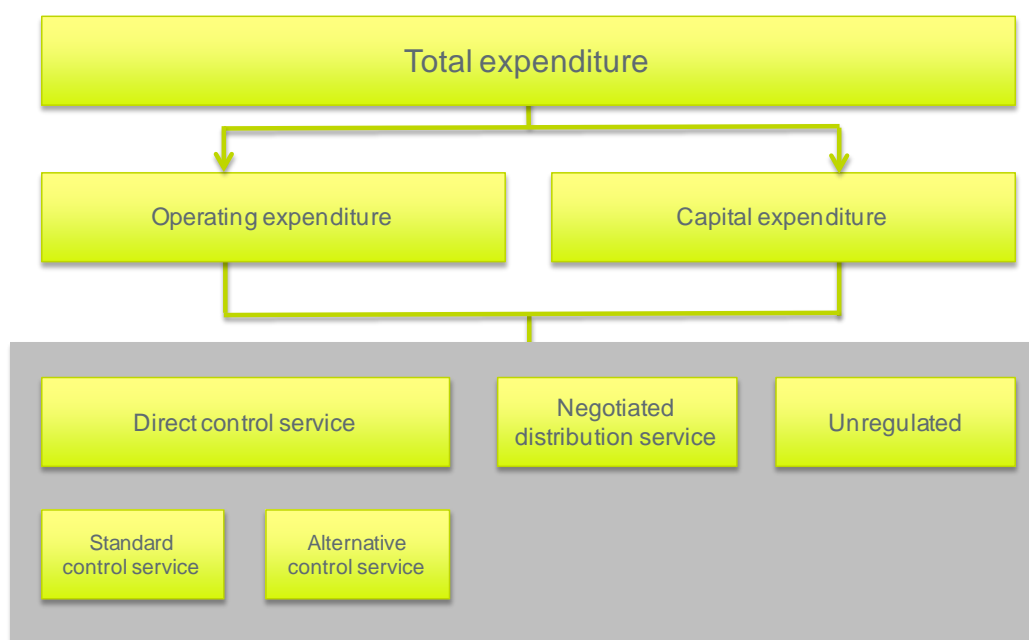 Total expenditure
Operating expenditure
Capital expenditure
Direct control service
Negotiated
distribution service
Unregulated
Standard
control service
Alternative
control service